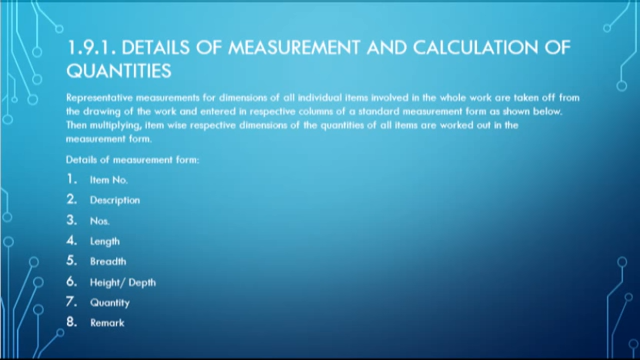 1.9.1. DETAILS OF MEASUREMENT AND CALCULATION OF
QUANTITIES
Representative measurements for dimensions of all individual items involved in the whole work are taken off from
the drawing of the work and entered in respective columns of a standard measurement form as shown below.
Then multiplying, item wise respective dimensions of the quantities of all items are worked out in the
measurement form.
Details of measurement form:
1. Item No.
2. Description
3. Nos.
4. Length
5. Breadth
6. Height/ Depth
7. Quantity
8. Remark